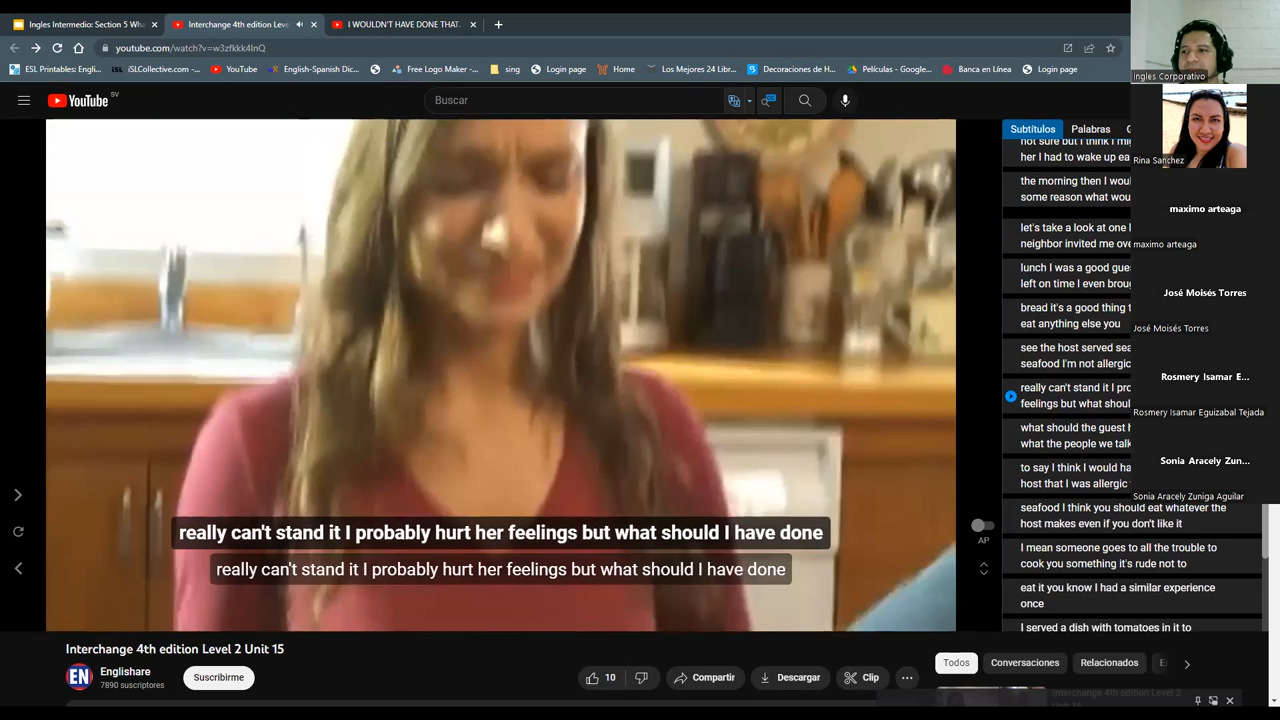 Ingles Intermedio: Section 5 Wha
Interchange 4th edition Leve
I WOULDN'T HAVE DONE THAT.
youtube.com/watch?v=w3zfkkk4lnQ
ESL Printables: Engli...
iSL iSLCollective.com -...
YouTube
English-Spanish Dic...
Free Logo Maker -...
sing
Login page
Home
Los Mejores 24 Libr...
Decoraciones de H...
Películas - Google...
Banca en Línea
Login page
YouTube SV
Buscar
Ingles Corporativo
Rina Sanchez
maximo arteaga
maximo arteaga
José Moisés Torres
José Moisés Torres
Rosmery Isamar E...
Rosmery Isamar Eguizabal Tejada
Sonia Aracely Zun...
Sonia Aracely Zuniga Aguilar
Subtítulos
Palabras
not sure but I think I mi
her I had to wake up ea
the morning then I woul
some reason what wou
let's take a look at one
neighbor invited me ove
lunch I was a good gues
left on time I even broug
bread it's a good thing t
eat anything else you
see the host served sea
seafood I'm not allergic
really can't stand it I pro
feelings but what shoul
what should the guest h
what the people we talk
to say I think I would ha
host that I was allergic
seafood I think you should eat whatever the
host makes even if you don't like it
I mean someone goes to all the trouble to
cook you something it's rude not to
eat it you know I had a similar experience
once
I served a dish with tomatoes in it to
AP
really can't stand it I probably hurt her feelings but what should I have done
really can't stand it I probably hurt her feelings but what should I have done
Interchange 4th edition Level 2 Unit 15
EN
Englishare
7890 suscriptores
Suscribirme
10
Compartir
Descargar
Clip
Todos
Conversaciones
Relacionados
Interchange 4th edition Level 2